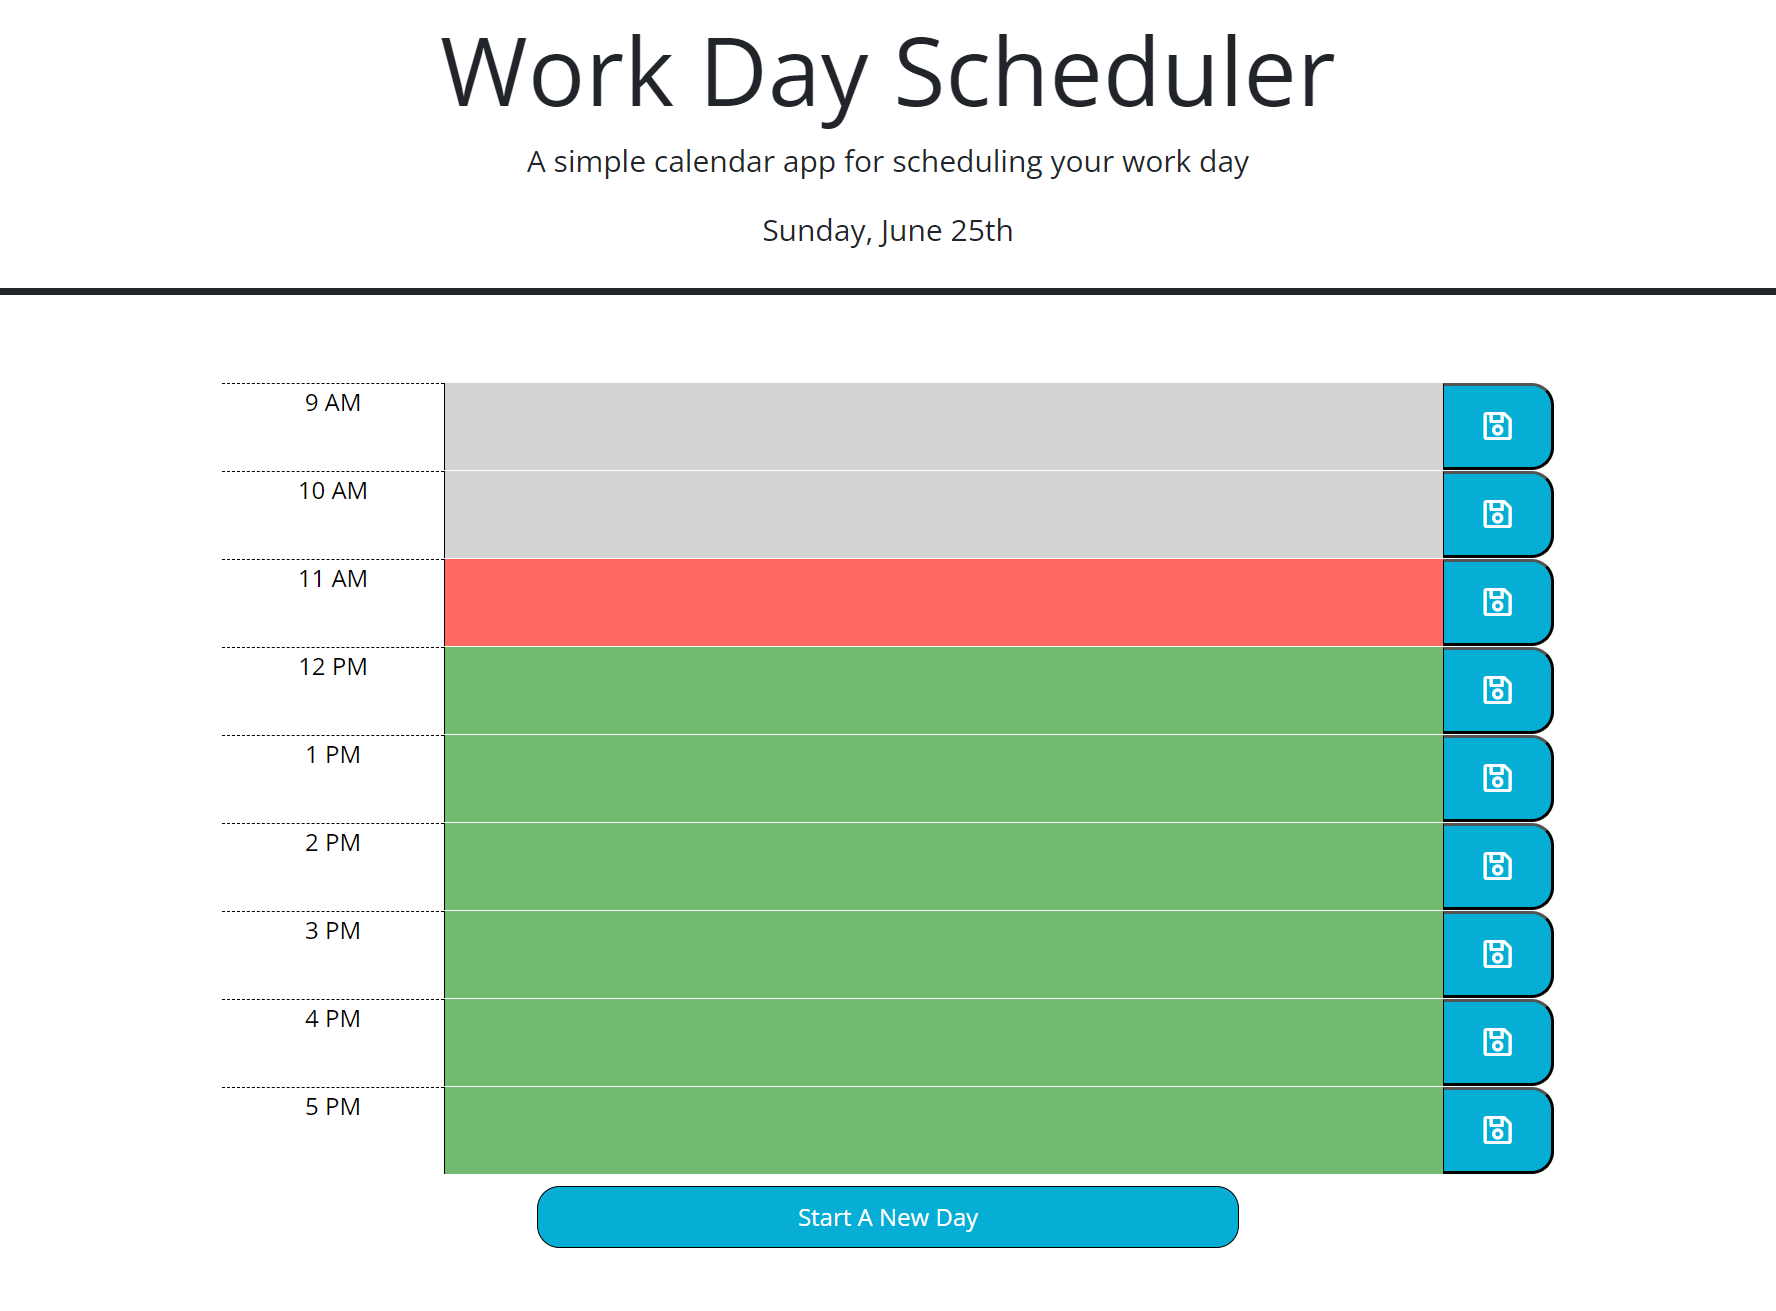 Work Day Scheduler
A simple calendar app for scheduling your work day
Sunday, June 25th
9 AM
10 AM
11 AM
12 PM
1 PM
2 PM
3 PM
4 PM
5 PM
Start A New Day